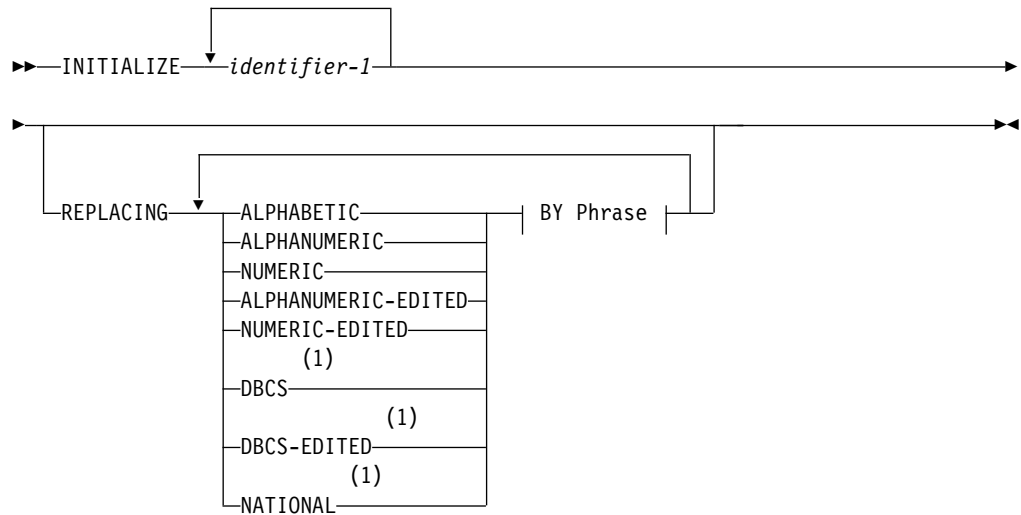 INITIALIZE identifier-1
REPLACING ALPHABETIC BY Phrase
ALPHANUMERIC
NUMERIC
ALPHANUMERIC-EDITED
NUMERIC-EDITED
(1)
DBCS
(1)
DBCS-EDITED
(1)
NATIONAL